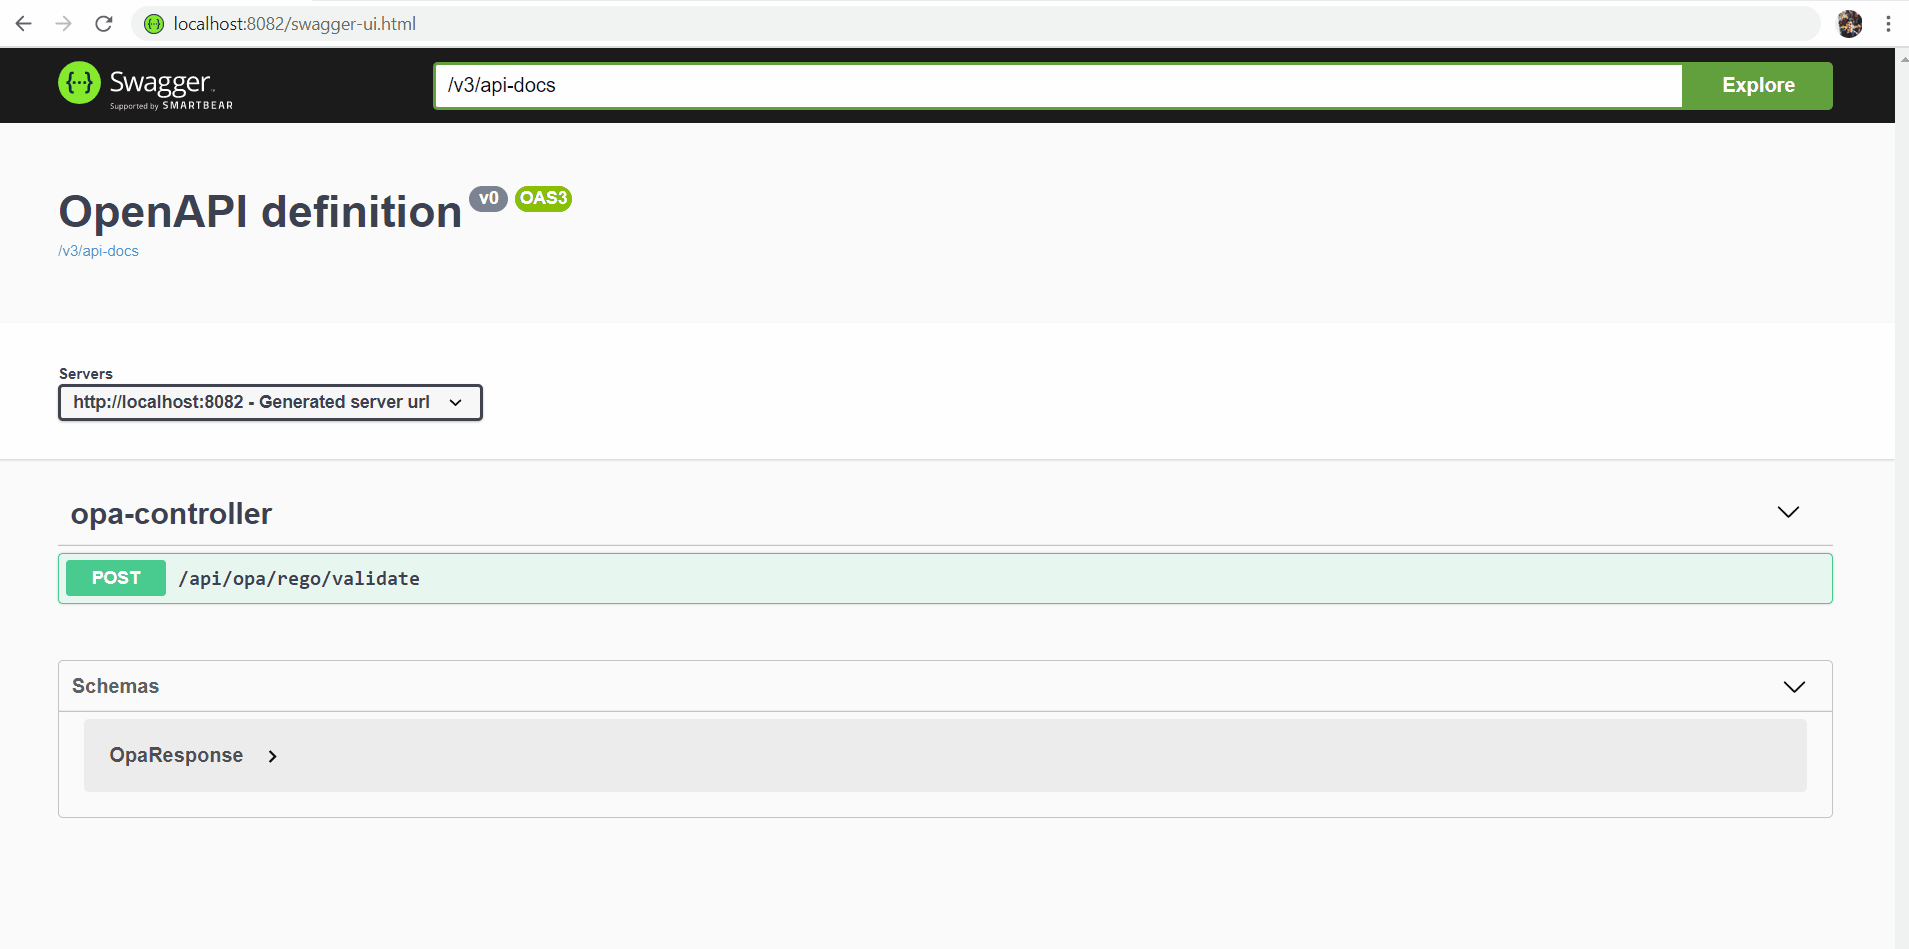 localhost:8082/swagger-ui.html
{···} Swagger™
Supported by SMARTBEAR
/v3/api-docs
Explore
OpenAPI definition v0 OAS3
/v3/api-docs
Servers
http://localhost:8082 - Generated server url
opa-controller
POST /api/opa/rego/validate
Schemas
OpaResponse